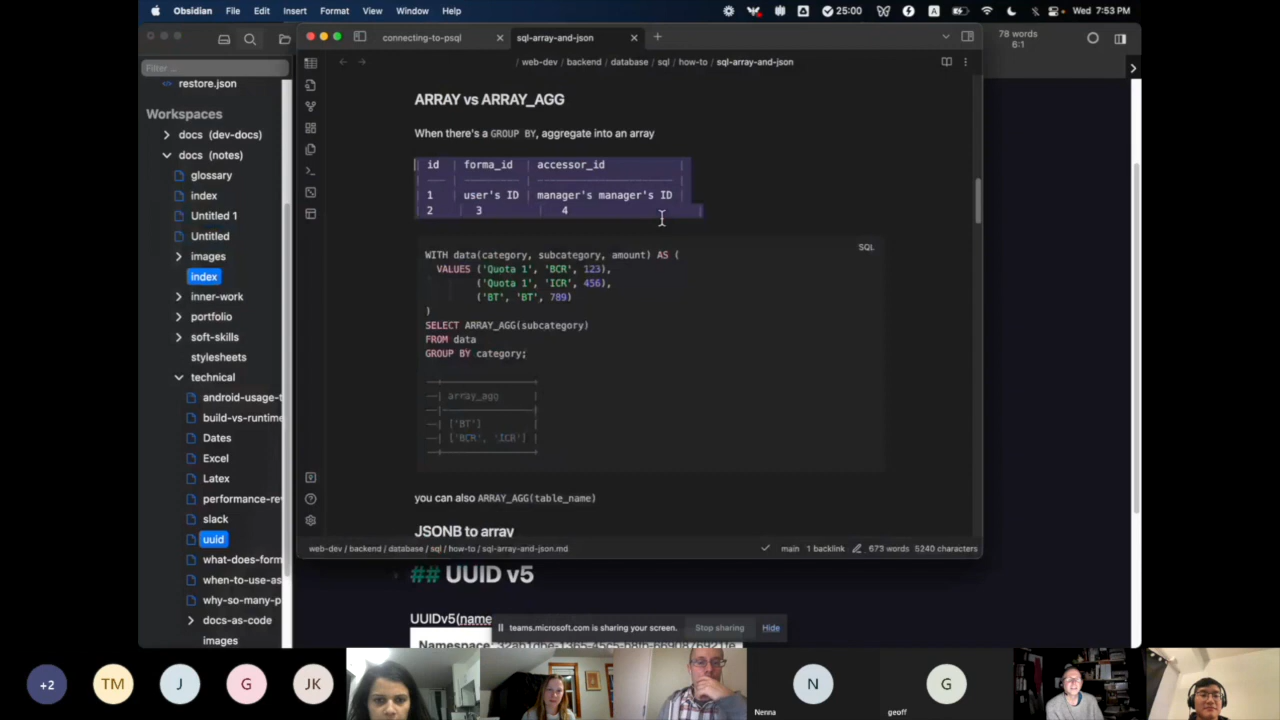 Obsidian File Edit Insert Format View Window Help
25:00
A
Wed 7:53 PM
connecting-to-psql
sql-array-and-json
78 words
6:1
Filter ...
/ web-dev / backend / database / sql / how-to / sql-array-and-json
restore.json
Workspaces
docs (dev-docs)
docs (notes)
glossary
index
Untitled 1
Untitled
images
index
inner-work
portfolio
soft-skills
stylesheets
technical
android-usage-t
build-vs-runtime
Dates
Excel
Latex
performance-rev
slack
uuid
what-does-form
when-to-use-as
why-so-many-p
docs-as-code
images
ARRAY vs ARRAY_AGG
When there's a GROUP BY, aggregate into an array
| id | forma_id | accessor_id |
| 1 | user's ID | manager's manager's ID |
| 2 | 3 | 4 |
SQL
WITH data(category, subcategory, amount) AS (
VALUES ('Quota 1', 'BCR', 123),
('Quota 1', 'ICR', 456),
('BT', 'BT', 789)
)
SELECT ARRAY_AGG(subcategory)
FROM data
GROUP BY category;
--+-----------+
--| array_agg |
--|-----------+
--| ['BT'] |
--| ['BCR', 'ICR'] |
--+-----------+
you can also ARRAY_AGG(table_name)
JSONB to array
web-dev / backend / database / sql / how-to / sql-array-and-json.md
main 1 backlink 673 words 5240 characters
## UUID v5
UUIDv5(name
teams.microsoft.com is sharing your screen. Stop sharing Hide
Namespace
+2
TM
J
G
JK
N
Nenna
G
geoff